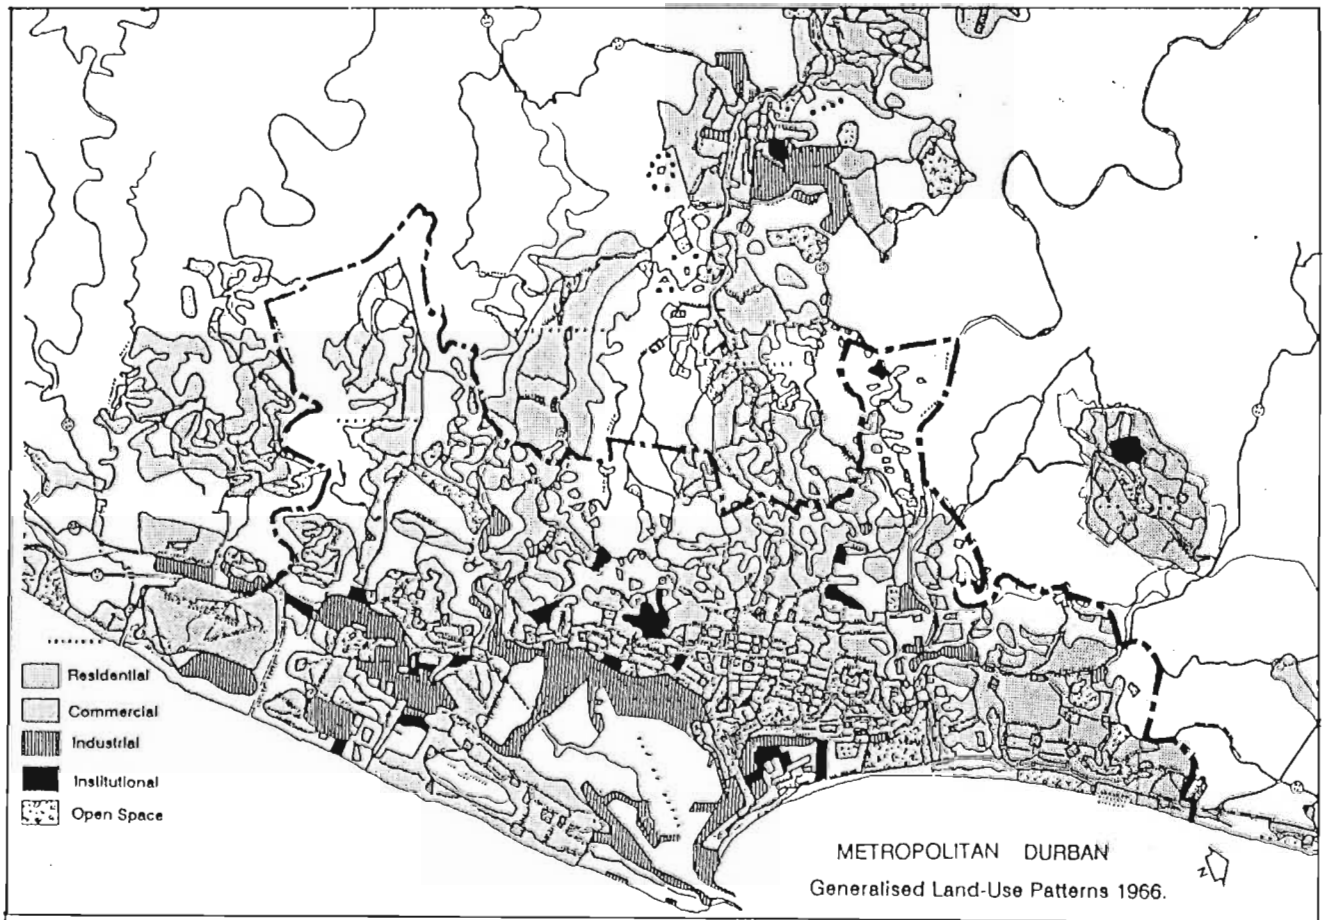 Residential
Commercial
Industrial
Institutional
Open Space
METROPOLITAN DURBAN
Generalised Land-Use Patterns 1966.
N